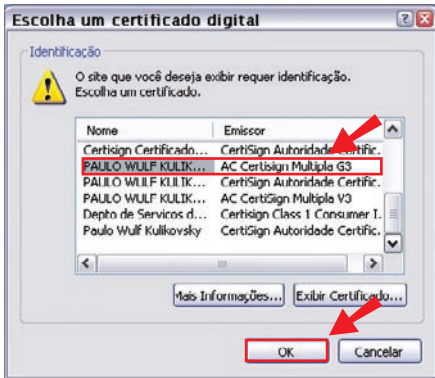 Escolha um certificado digital
Identificação
O site que você deseja exibir requer identificação.
Escolha um certificado.
Nome Emissor
Certisign Certificado... CertiSign Autoridade Certific.
PAULO WULF KULIK... AC Certisign Multipla G3
PAULO WULF KULIK... CertiSign Autoridade Certific.
PAULO WULF KULIK... AC CertiSign Multipla V3
Depto de Servicos d... Certisign Class 1 Consumer I.
Paulo Wulf Kulikovsky CertiSign Autoridade Certific.
Mais Informações... Exibir Certificado...
OK Cancelar